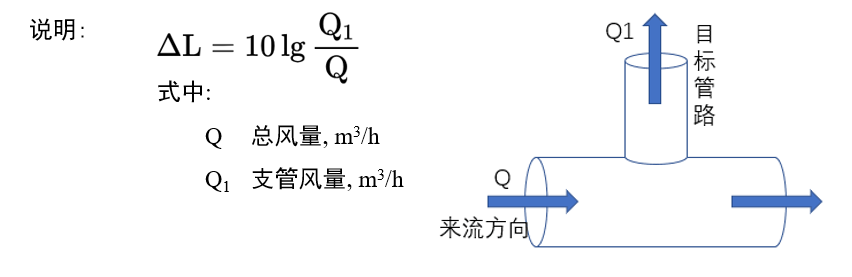 说明:
ΔL = 10 lg Q₁/Q
式中:
Q 总风量, m³/h
Q₁ 支管风量, m³/h
Q1
目标管路
Q
来流方向